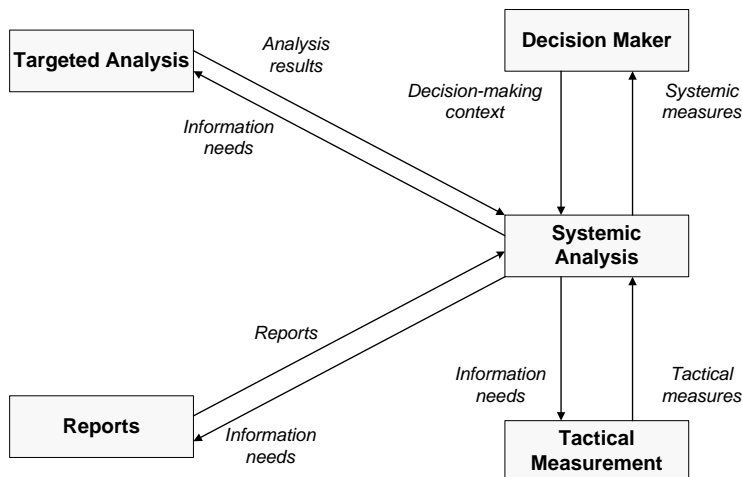 Decision Maker
Targeted Analysis
Analysis
results
Decision-making
context
Systemic
measures
Information
needs
Systemic
Analysis
Reports
Information
needs
Tactical
measures
Reports
Information
needs
Tactical
Measurement